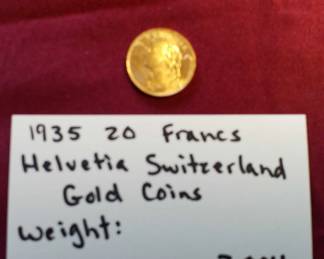 1935 20 Francs
Helvetia Switzerland
Gold Coins
Weight: